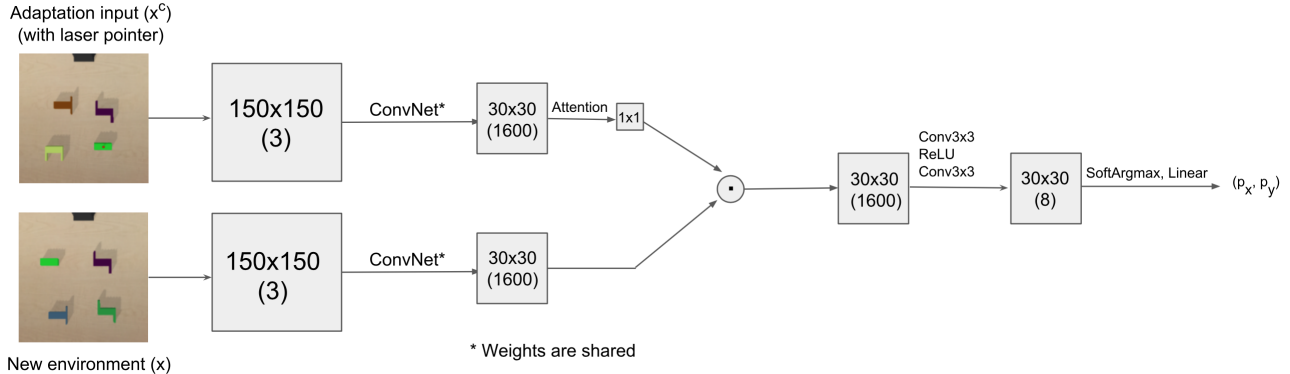 Adaptation input (x^c)
(with laser pointer)
150x150
(3)
ConvNet*
30x30
(1600)
Attention
1x1
150x150
(3)
ConvNet*
30x30
(1600)
New environment (x)
* Weights are shared
30x30
(1600)
Conv3x3
ReLU
Conv3x3
30x30
(8)
SoftArgmax, Linear
(p_x, p_y)